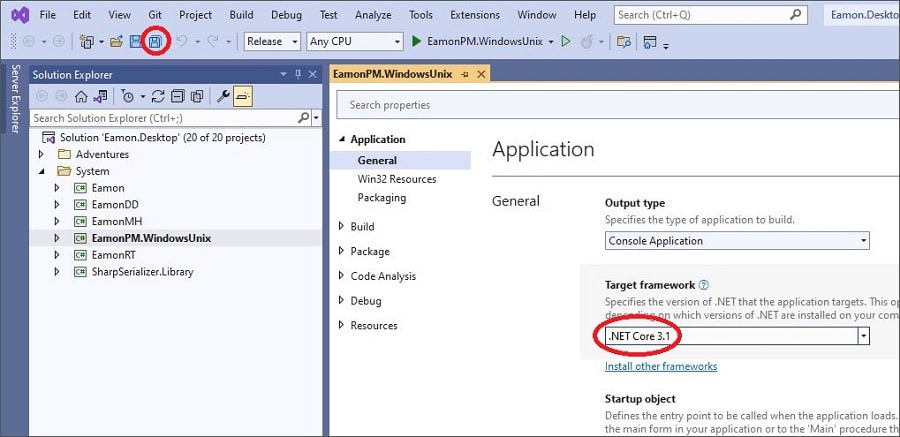 File Edit View Git Project Build Debug Test Analyze Tools Extensions Window Help Search (Ctrl+Q) Eamon.Desktop
Release Any CPU EamonPM.WindowsUnix
Server Explorer
Solution Explorer
Search Solution Explorer (Ctrl+;)
Solution 'Eamon.Desktop' (20 of 20 projects)
Adventures
System
C# Eamon
C# EamonDD
C# EamonMH
C# EamonPM.WindowsUnix
C# EamonRT
C# SharpSerializer.Library
EamonPM.WindowsUnix
Search properties
Application
General
Win32 Resources
Packaging
Build
Package
Code Analysis
Debug
Resources
Application
General
Output type
Specifies the type of application to build.
Console Application
Target framework ?
Specifies the version of .NET that the application targets. This op
depending on which versions of .NET are installed on your com
.NET Core 3.1
Install other frameworks
Startup object
Defines the entry point to be called when the application loads.
the main form in your application or to the 'Main' procedure th